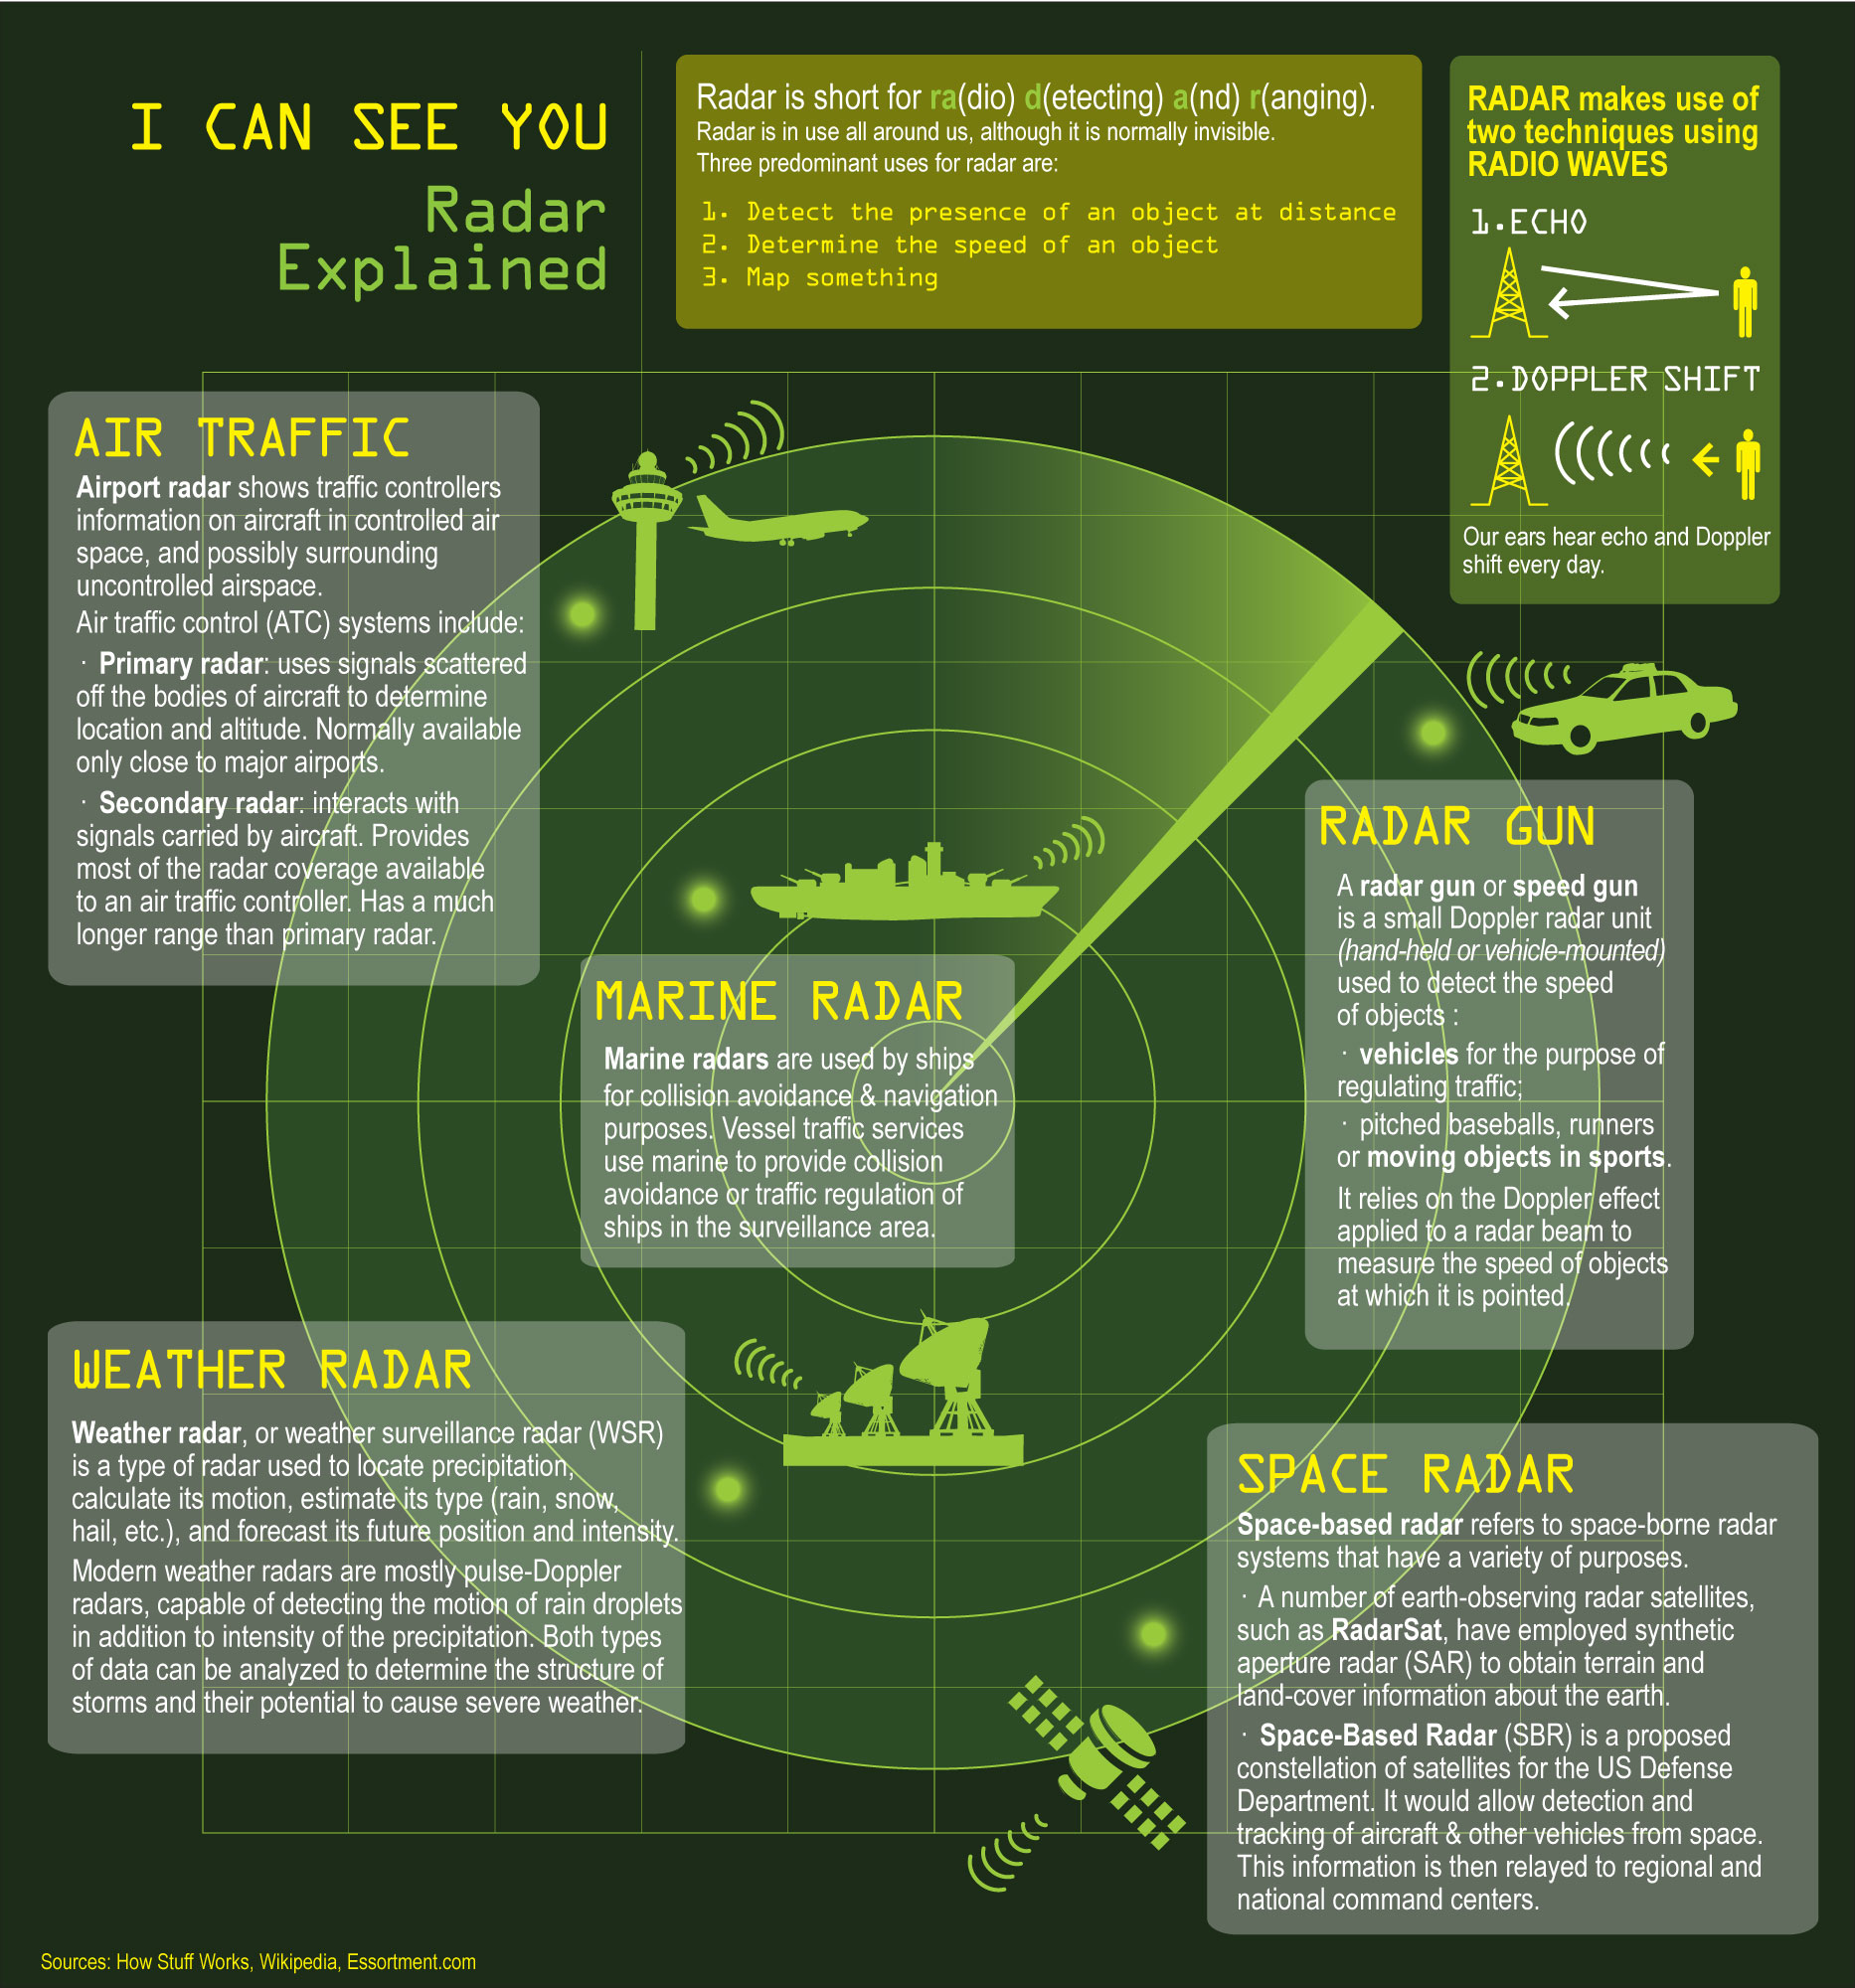 I CAN SEE YOU
Radar
Explained
Radar is short for ra(dio) d(etecting) a(nd) r(anging).
Radar is in use all around us, although it is normally invisible.
Three predominant uses for radar are:
1. Detect the presence of an object at distance
2. Determine the speed of an object
3. Map something
RADAR makes use of
two techniques using
RADIO WAVES
1.ECHO
2.DOPPLER SHIFT
Our ears hear echo and Doppler
shift every day.
AIR TRAFFIC
Airport radar shows traffic controllers
information on aircraft in controlled air
space, and possibly surrounding
uncontrolled airspace.
Air traffic control (ATC) systems include:
· Primary radar: uses signals scattered
off the bodies of aircraft to determine
location and altitude. Normally available
only close to major airports.
· Secondary radar: interacts with
signals carried by aircraft. Provides
most of the radar coverage available
to an air traffic controller. Has a much
longer range than primary radar.
RADAR GUN
A radar gun or speed gun
is a small Doppler radar unit
(hand-held or vehicle-mounted)
used to detect the speed
of objects :
· vehicles for the purpose of
regulating traffic;
· pitched baseballs, runners
or moving objects in sports.
It relies on the Doppler effect
applied to a radar beam to
measure the speed of objects
at which it is pointed.
MARINE RADAR
Marine radars are used by ships
for collision avoidance & navigation
purposes. Vessel traffic services
use marine to provide collision
avoidance or traffic regulation of
ships in the surveillance area.
WEATHER RADAR
Weather radar, or weather surveillance radar (WSR)
is a type of radar used to locate precipitation,
calculate its motion, estimate its type (rain, snow,
hail, etc.), and forecast its future position and intensity.
Modern weather radars are mostly pulse-Doppler
radars, capable of detecting the motion of rain droplets
in addition to intensity of the precipitation. Both types
of data can be analyzed to determine the structure of
storms and their potential to cause severe weather.
SPACE RADAR
Space-based radar refers to space-borne radar
systems that have a variety of purposes.
· A number of earth-observing radar satellites,
such as RadarSat, have employed synthetic
aperture radar (SAR) to obtain terrain and
land-cover information about the earth.
· Space-Based Radar (SBR) is a proposed
constellation of satellites for the US Defense
Department. It would allow detection and
tracking of aircraft & other vehicles from space.
This information is then relayed to regional and
national command centers.
Sources: How Stuff Works, Wikipedia, Essortment.com